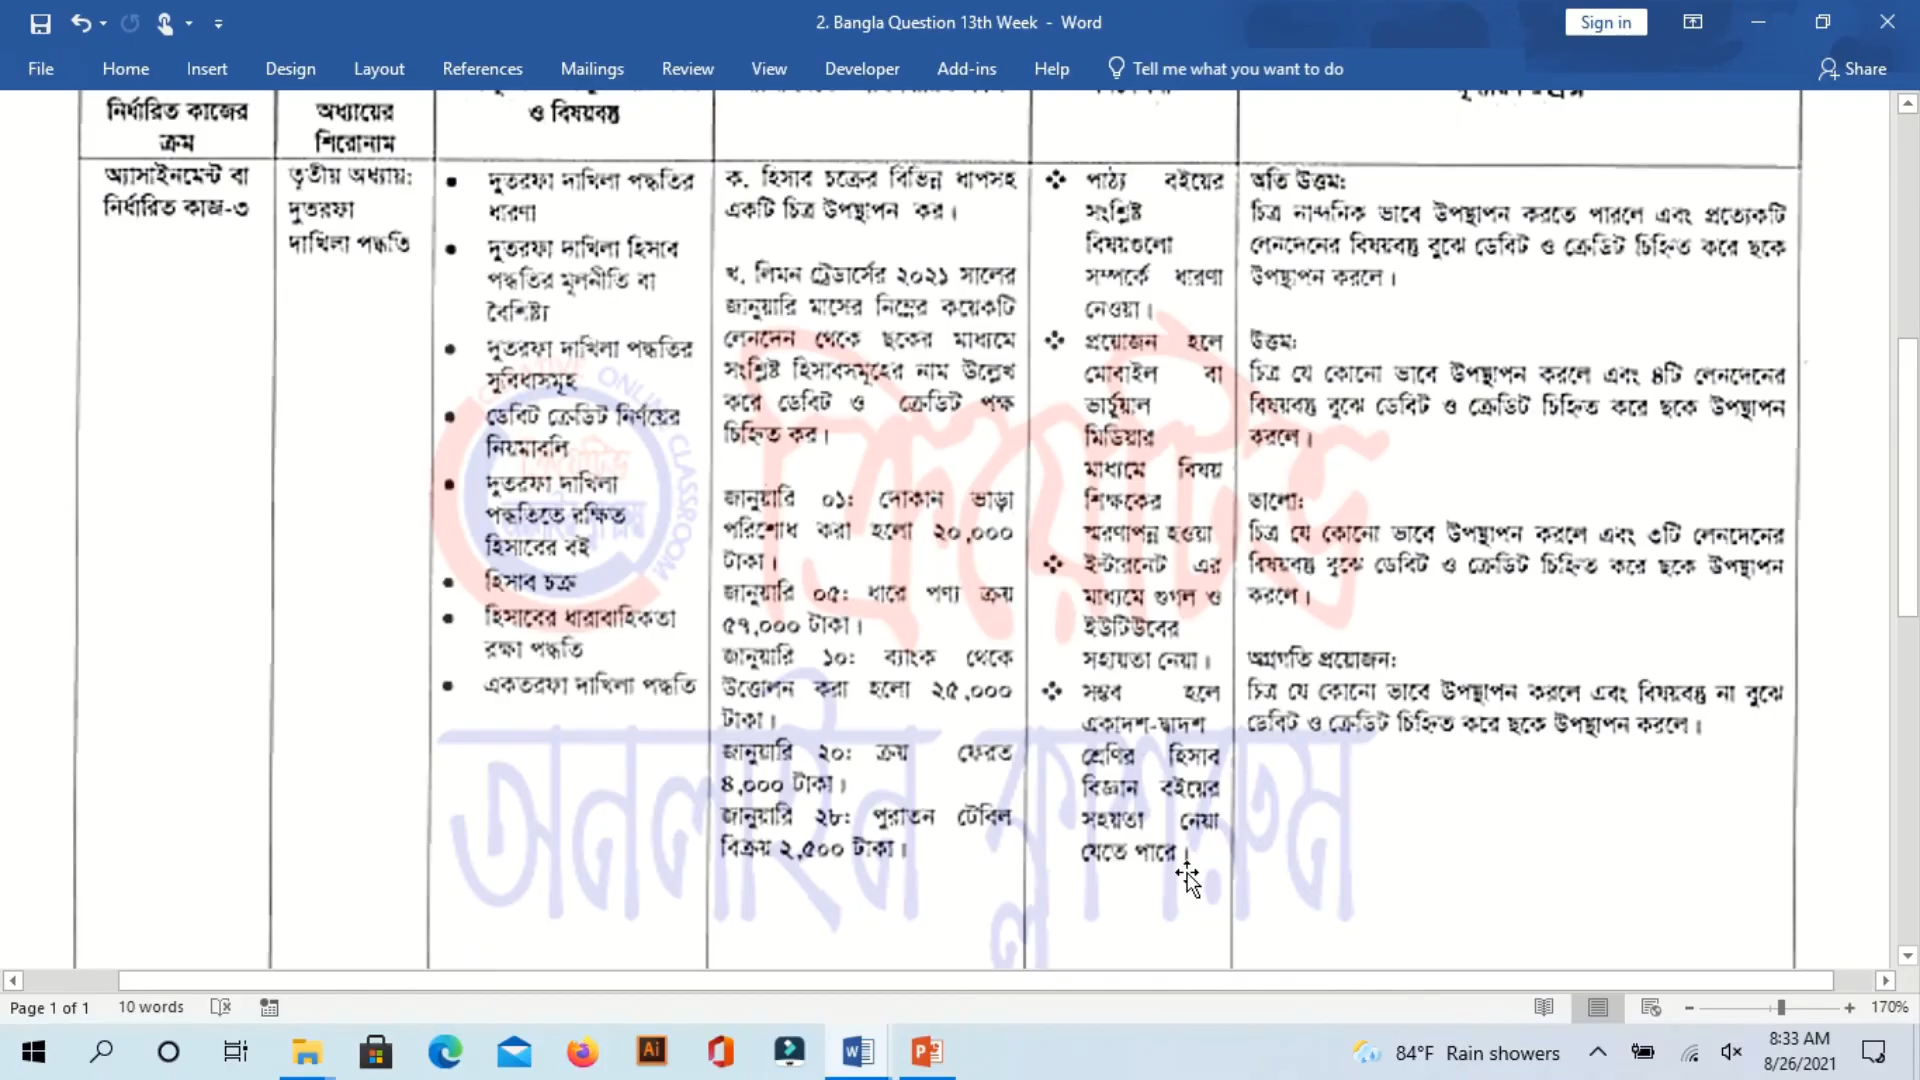 2. Bangla Question 13th Week - Word
Sign in
File Home Insert Design Layout References Mailings Review View Developer Add-ins Help Tell me what you want to do Share
নির্ধারিত কাজের
ক্রম
অধ্যায়ের
শিরোনাম
ও বিষয়বস্তু
অ্যাসাইনমেন্ট বা
নির্ধারিত কাজ-৩
তৃতীয় অধ্যায়:
দুতরফা
দাখিলা পদ্ধতি
• দুতরফা দাখিলা পদ্ধতির
ধারণা
• দুতরফা দাখিলা হিসাব
পদ্ধতির মূলনীতি বা
বৈশিষ্ট্য
• দুতরফা দাখিলা পদ্ধতির
সুবিধাসমূহ
• ডেবিট ক্রেডিট নির্ণয়ের
নিয়মাবলি
• দুতরফা দাখিলা
পদ্ধতিতে রক্ষিত
হিসাবের বই
• হিসাব চক্র
• হিসাবের ধারাবাহিকতা
রক্ষা পদ্ধতি
• একতরফা দাখিলা পদ্ধতি
ক. হিসাব চক্রের বিভিন্ন ধাপসহ
একটি চিত্র উপস্থাপন কর।
খ. লিমন ট্রেডার্সের ২০২১ সালের
জানুয়ারি মাসের নিম্নের কয়েকটি
লেনদেন থেকে ছকের মাধ্যমে
সংশ্লিষ্ট হিসাবসমূহের নাম উল্লেখ
করে ডেবিট ও ক্রেডিট পক্ষ
চিহ্নিত কর।
জানুয়ারি ০১: দোকান ভাড়া
পরিশোধ করা হলো ২০,০০০
টাকা।
জানুয়ারি ০৫: ধারে পণ্য ক্রয়
৫৭,০০০ টাকা।
জানুয়ারি ১০: ব্যাংক থেকে
উত্তোলন করা হলো ২৫,০০০
টাকা।
জানুয়ারি ২০: ক্রয় ফেরত
৪,০০০ টাকা।
জানুয়ারি ২৮: পুরাতন টেবিল
বিক্রয় ২,৫০০ টাকা।
❖ পাঠ্য বইয়ের
সংশ্লিষ্ট
বিষয়গুলো
সম্পর্কে ধারণা
নেওয়া।
❖ প্রয়োজন হলে
মোবাইল বা
ভার্চুয়াল
মিডিয়ার
মাধ্যমে বিষয়
শিক্ষকের
স্মরণাপন্ন হওয়া
❖ ইন্টারনেট এর
মাধ্যমে গুগল ও
ইউটিউবের
সহায়তা নেয়া।
❖ সম্ভব হলে
একাদশ-দ্বাদশ
শ্রেণির হিসাব
বিজ্ঞান বইয়ের
সহয়তা নেয়া
যেতে পারে।
অতি উত্তম:
চিত্র নান্দনিক ভাবে উপস্থাপন করতে পারলে এবং প্রত্যেকটি
লেনদেনের বিষয়বস্তু বুঝে ডেবিট ও ক্রেডিট চিহ্নিত করে ছকে
উপস্থাপন করলে।
উত্তম:
চিত্র যে কোনো ভাবে উপস্থাপন করলে এবং ৪টি লেনদেনের
বিষয়বস্তু বুঝে ডেবিট ও ক্রেডিট চিহ্নিত করে ছকে উপস্থাপন
করলে।
ভালো:
চিত্র যে কোনো ভাবে উপস্থাপন করলে এবং ৩টি লেনদেনের
বিষয়বস্তু বুঝে ডেবিট ও ক্রেডিট চিহ্নিত করে ছকে উপস্থাপন
করলে।
অগ্রগতি প্রয়োজন:
চিত্র যে কোনো ভাবে উপস্থাপন করলে এবং বিষয়বস্তু না বুঝে
ডেবিট ও ক্রেডিট চিহ্নিত করে ছকে উপস্থাপন করলে।
ক্রিয়েটিভ
অনলাইন ক্লাশরুম
CREATIVE ONLINE CLASSROOM
Page 1 of 1 10 words 170%
84°F Rain showers
8:33 AM
8/26/2021